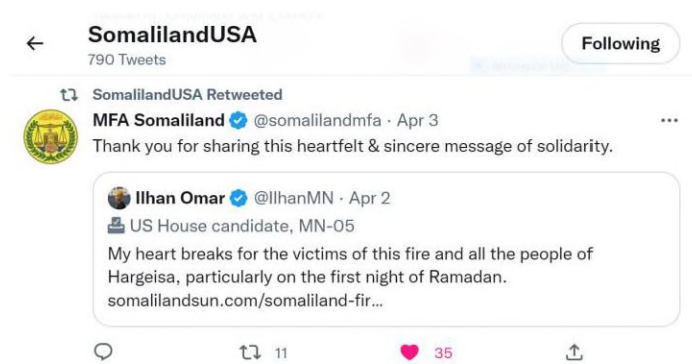 SomalilandUSA
790 Tweets
Following
SomalilandUSA Retweeted
MFA Somaliland @somalilandmfa · Apr 3
Thank you for sharing this heartfelt & sincere message of solidarity.
Ilhan Omar @IlhanMN · Apr 2
US House candidate, MN-05
My heart breaks for the victims of this fire and all the people of
Hargeisa, particularly on the first night of Ramadan.
somalilandsun.com/somaliland-fir...
11
35